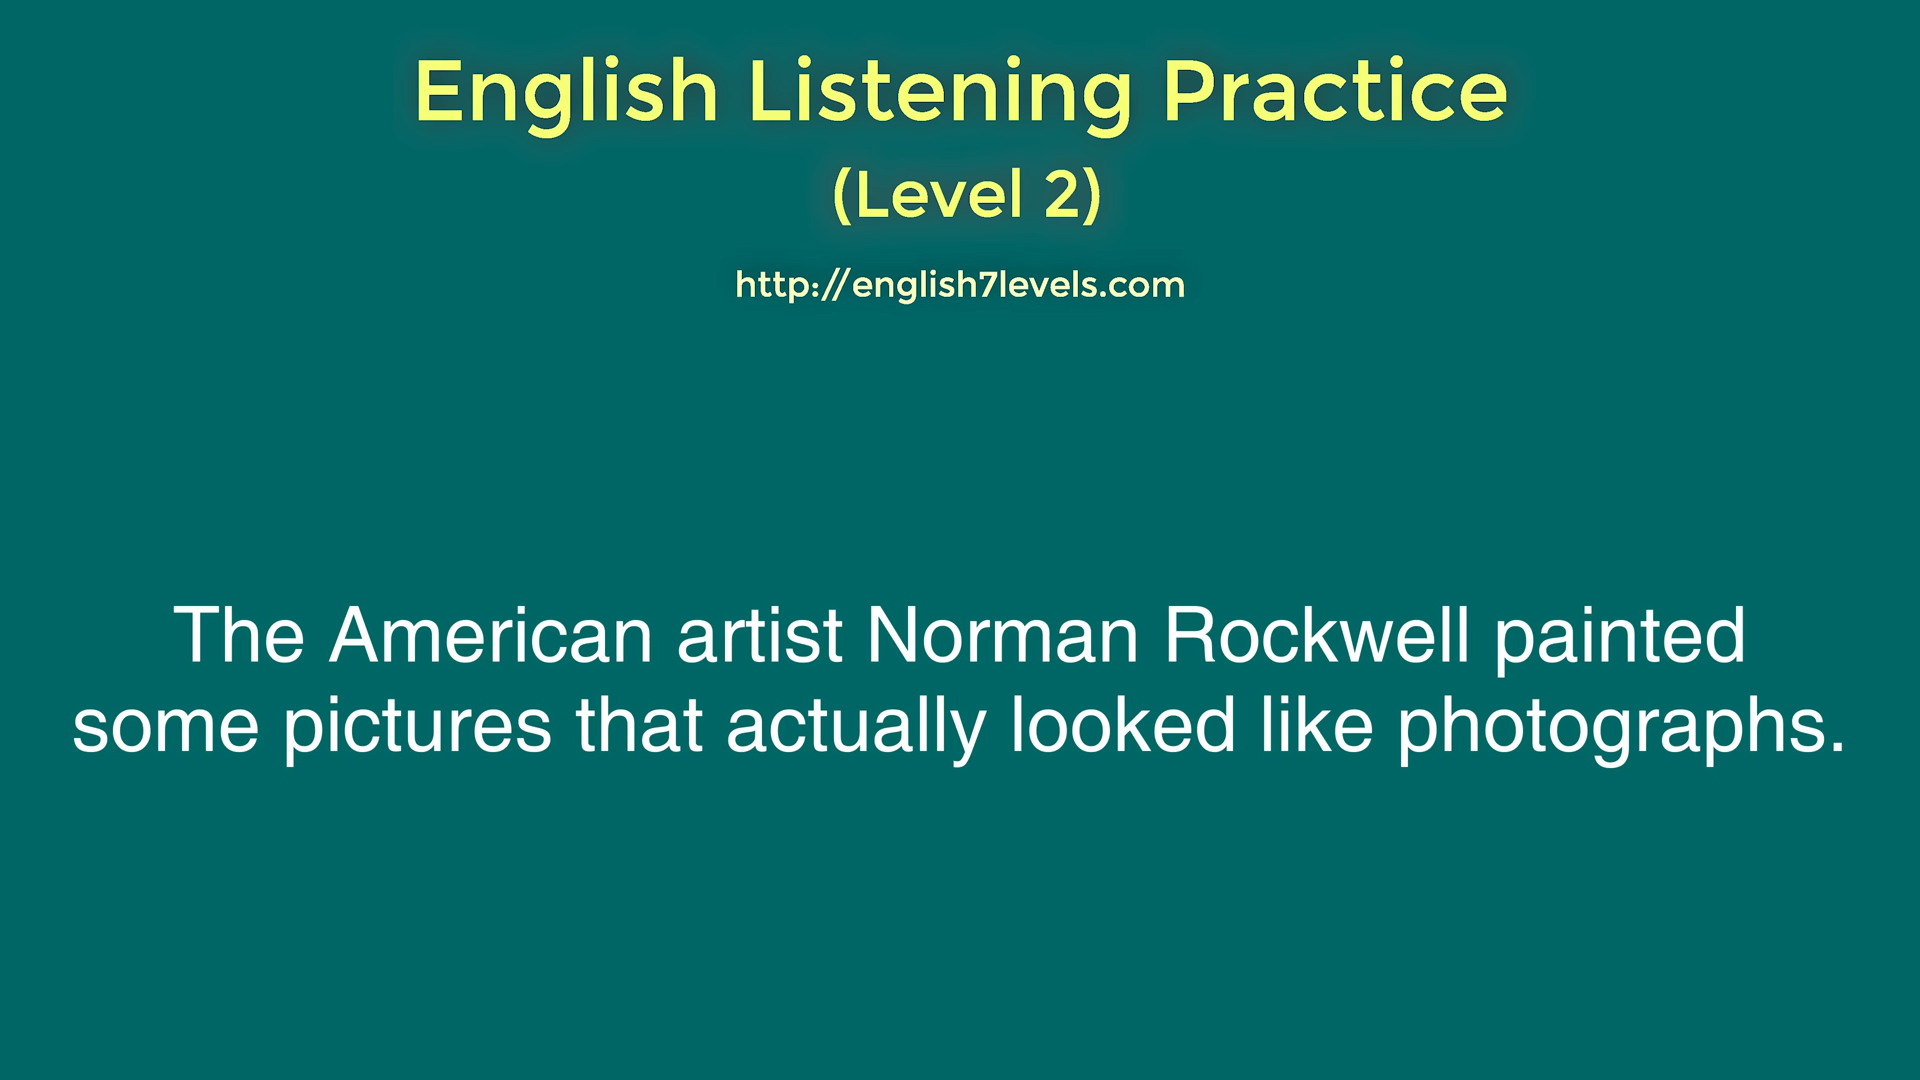 English Listening Practice
(Level 2)
http://english7levels.com
The American artist Norman Rockwell painted
some pictures that actually looked like photographs.